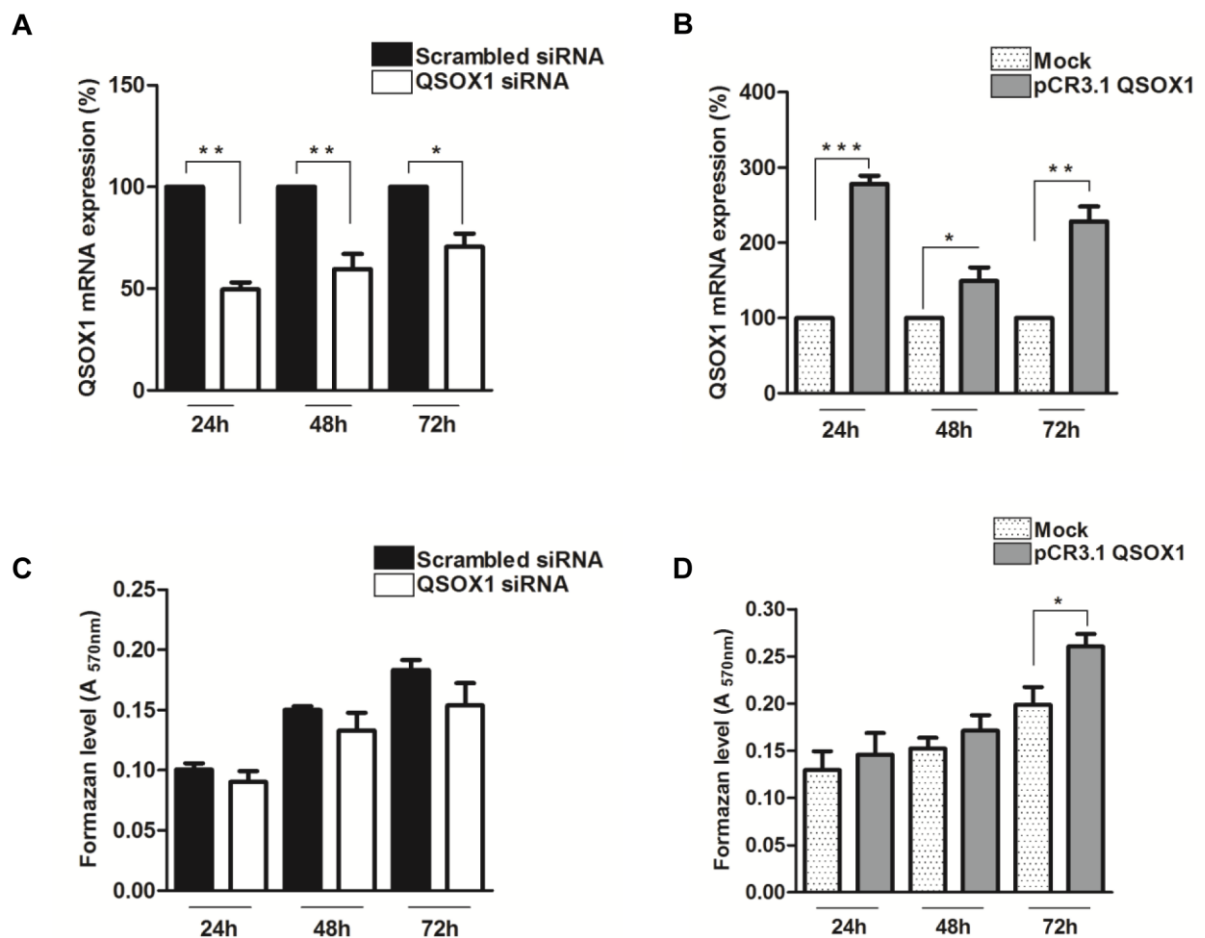 A
Scrambled siRNA
QSOX1 siRNA
QSOX1 mRNA expression (%)
150
100
50
0
** ** *
24h 48h 72h
B
Mock
pCR3.1 QSOX1
QSOX1 mRNA expression (%)
400
300
200
100
0
*** * **
24h 48h 72h
C
Scrambled siRNA
QSOX1 siRNA
Formazan level (A 570nm)
0.25
0.20
0.15
0.10
0.05
0.00
24h 48h 72h
D
Mock
pCR3.1 QSOX1
Formazan level (A 570nm)
0.30
0.25
0.20
0.15
0.10
0.05
0.00
*
24h 48h 72h